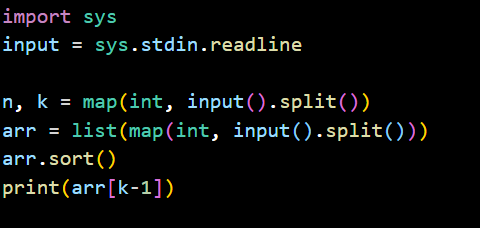 import sys
input = sys.stdin.readline

n, k = map(int, input().split())
arr = list(map(int, input().split()))
arr.sort()
print(arr[k-1])